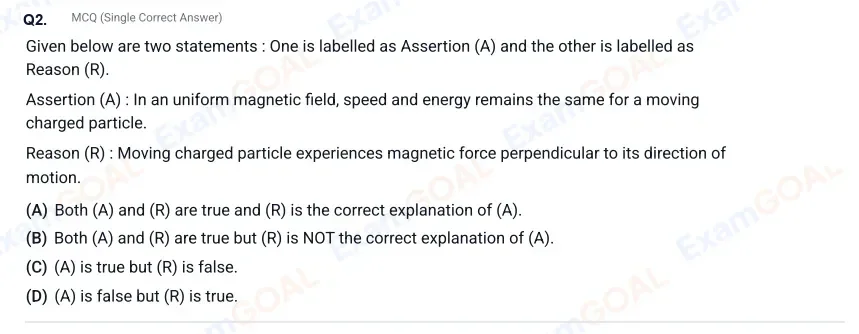 Q2. MCQ (Single Correct Answer)
Given below are two statements : One is labelled as Assertion (A) and the other is labelled as
Reason (R).
Assertion (A) : In an uniform magnetic field, speed and energy remains the same for a moving
charged particle.
Reason (R) : Moving charged particle experiences magnetic force perpendicular to its direction of
motion.
(A) Both (A) and (R) are true and (R) is the correct explanation of (A).
(B) Both (A) and (R) are true but (R) is NOT the correct explanation of (A).
(C) (A) is true but (R) is false.
(D) (A) is false but (R) is true.
ExamGOAL